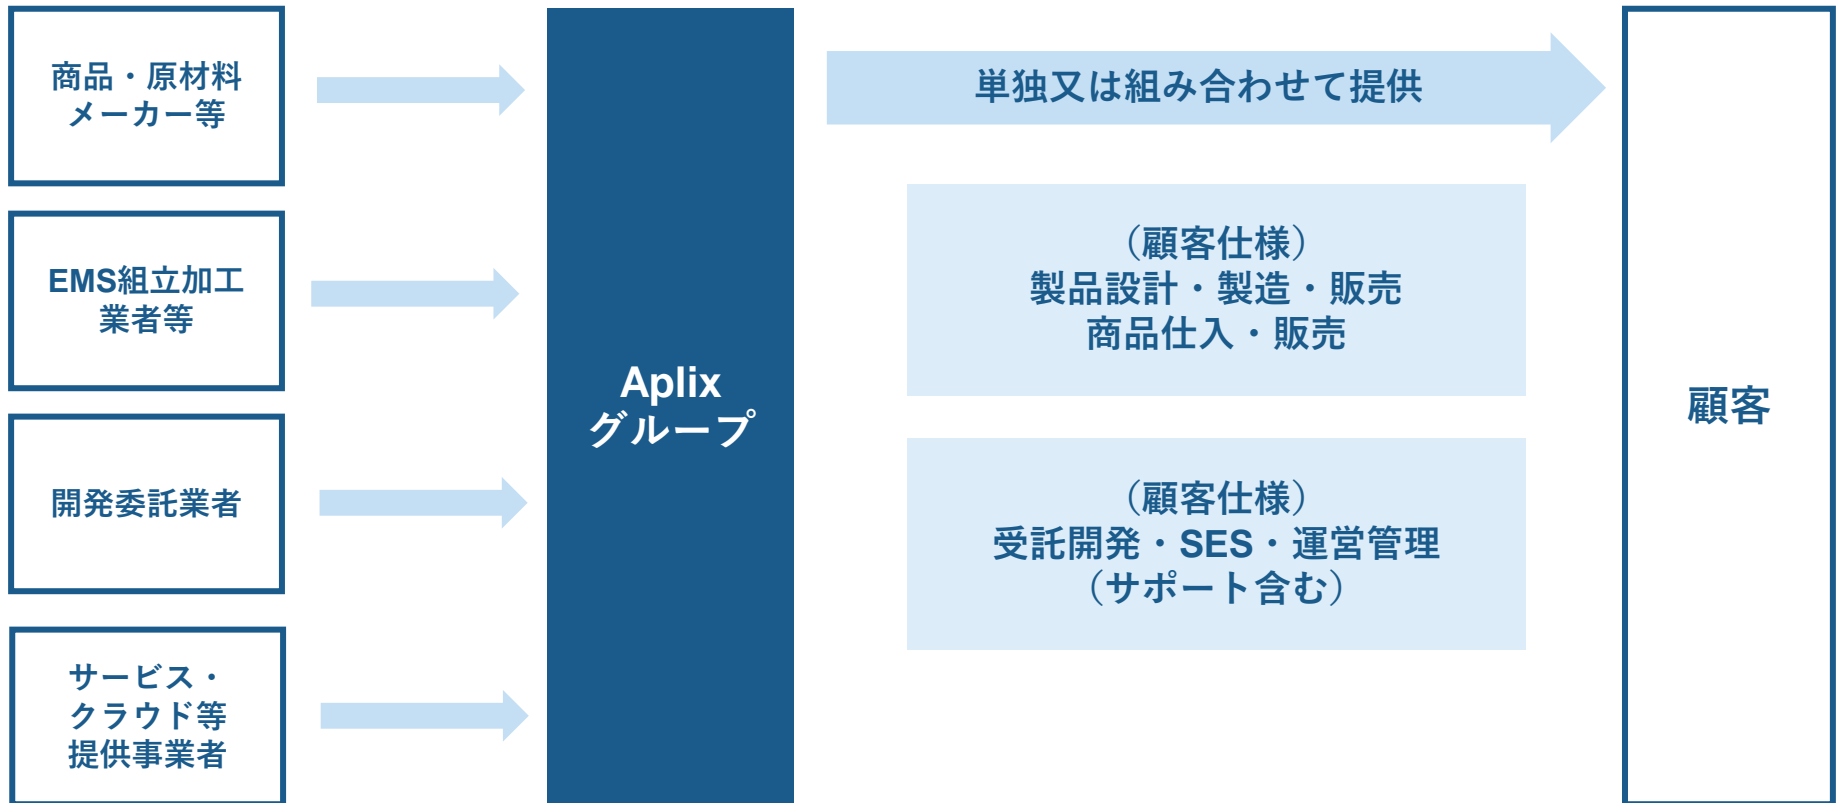 商品・原材料
メーカー等
EMS組立加工
業者等
開発委託業者
サービス・
クラウド等
提供事業者
Aplix
グループ
単独又は組み合わせて提供
（顧客仕様）
製品設計・製造・販売
商品仕入・販売
（顧客仕様）
受託開発・SES・運営管理
（サポート含む）
顧客